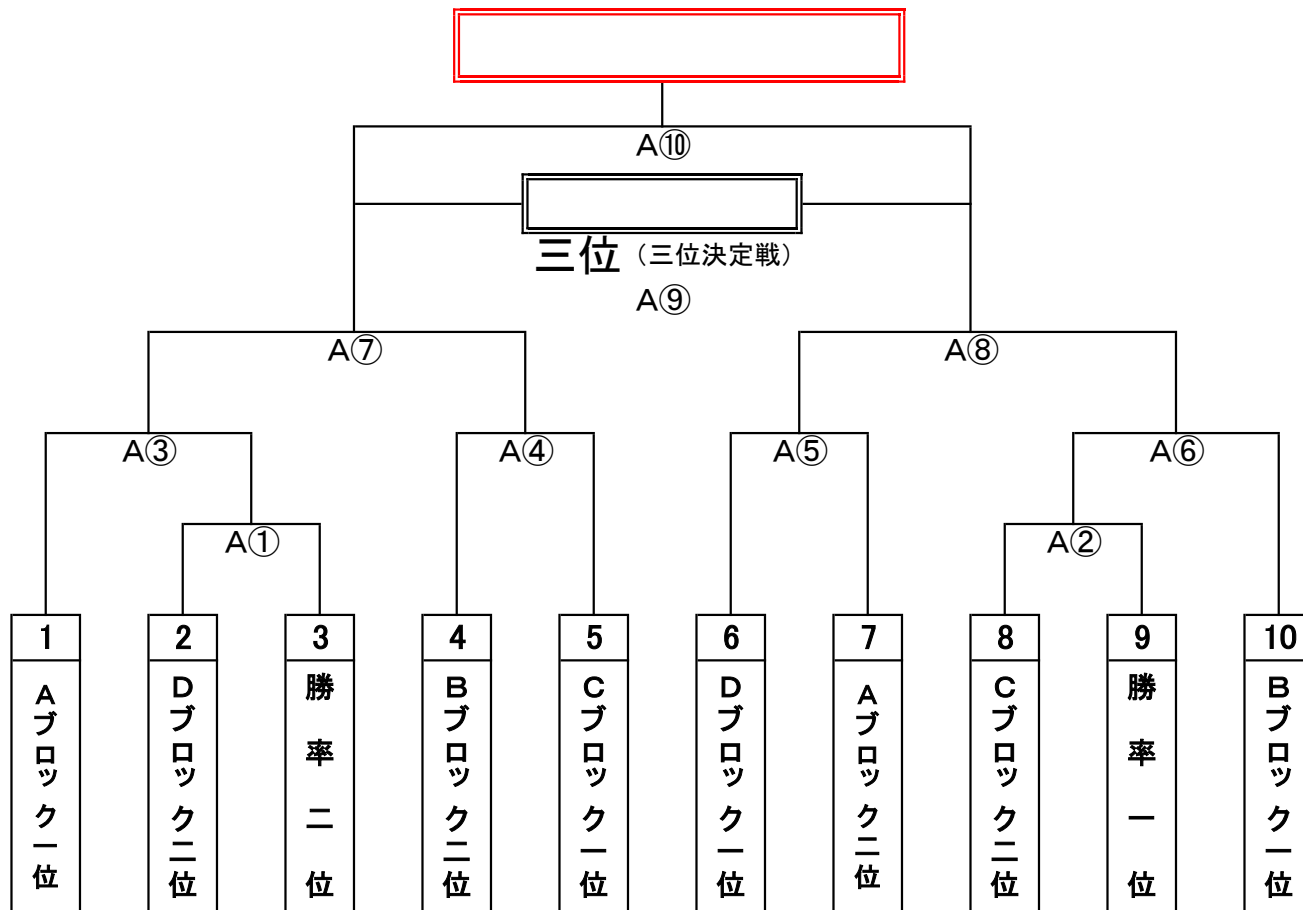 A⑩
三位（三位決定戦）
A⑨
A⑦
A⑧
A③
A④
A⑤
A⑥
A①
A②
1
2
3
4
5
6
7
8
9
10
Aブロック一位
Dブロック二位
勝率二位
Bブロック二位
Cブロック一位
Dブロック一位
Aブロック二位
Cブロック二位
勝率一位
Bブロック一位